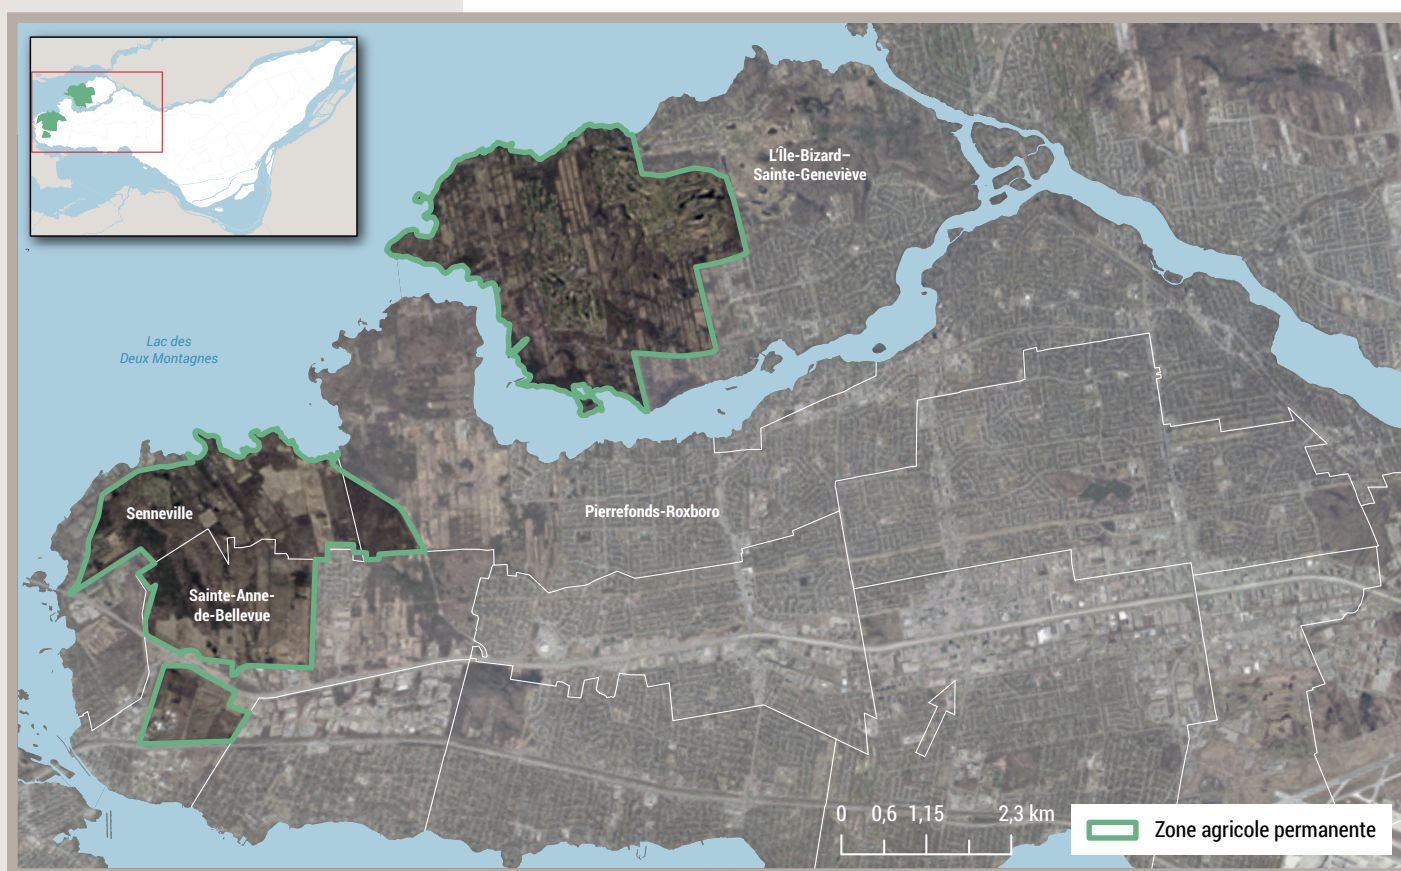 L'Île-Bizard–
Sainte-Geneviève
Lac des
Deux Montagnes
Senneville
Pierrefonds-Roxboro
Sainte-Anne-
de-Bellevue
0 0,6 1,15 2,3 km
Zone agricole permanente